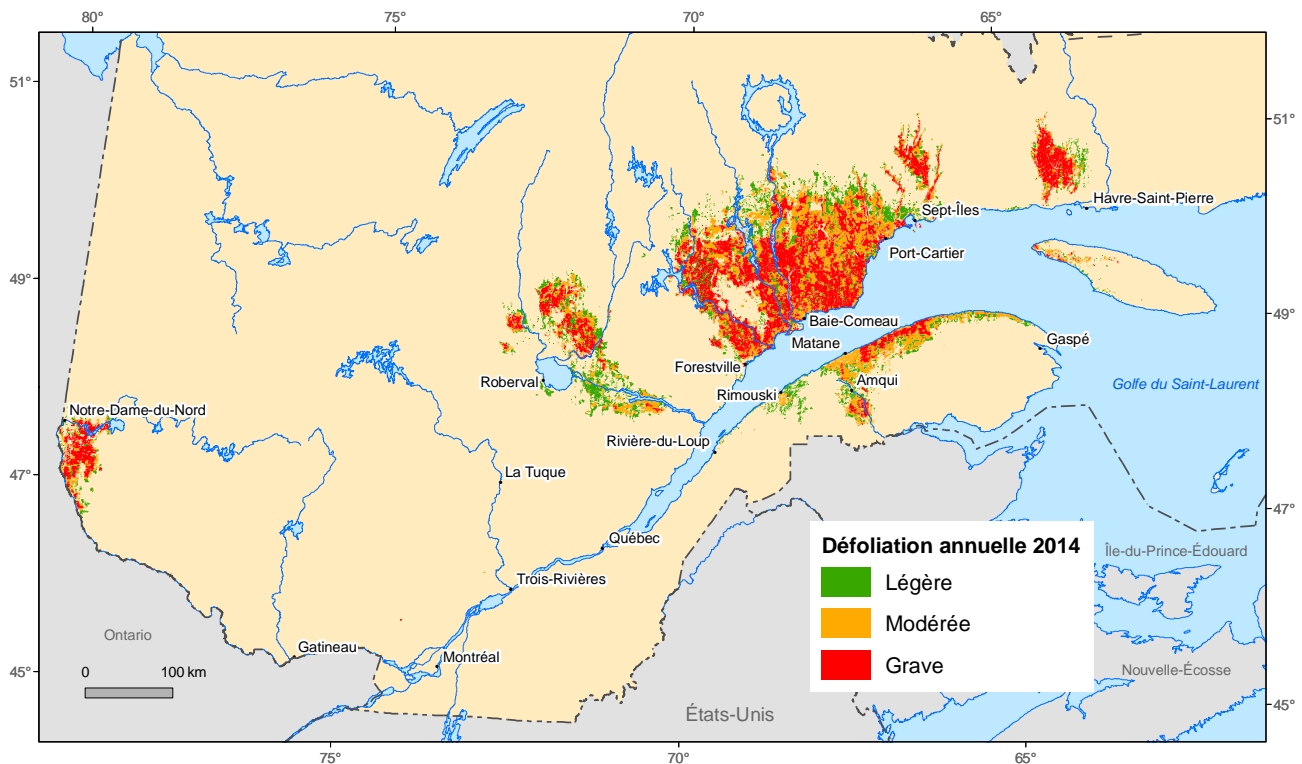 80°
75°
70°
65°
51°
51°
Havre-Saint-Pierre
Sept-Îles
Port-Cartier
49°
49°
Baie-Comeau
Matane
Gaspé
Forestville
Roberval
Amqui
Golfe du Saint-Laurent
Rimouski
Notre-Dame-du-Nord
Rivière-du-Loup
La Tuque
47°
47°
Québec
Défoliation annuelle 2014
Île-du-Prince-Édouard
Légère
Trois-Rivières
Modérée
Ontario
Gatineau
Montréal
Grave
Nouvelle-Écosse
0 100 km
45°
45°
États-Unis
75°
70°
65°